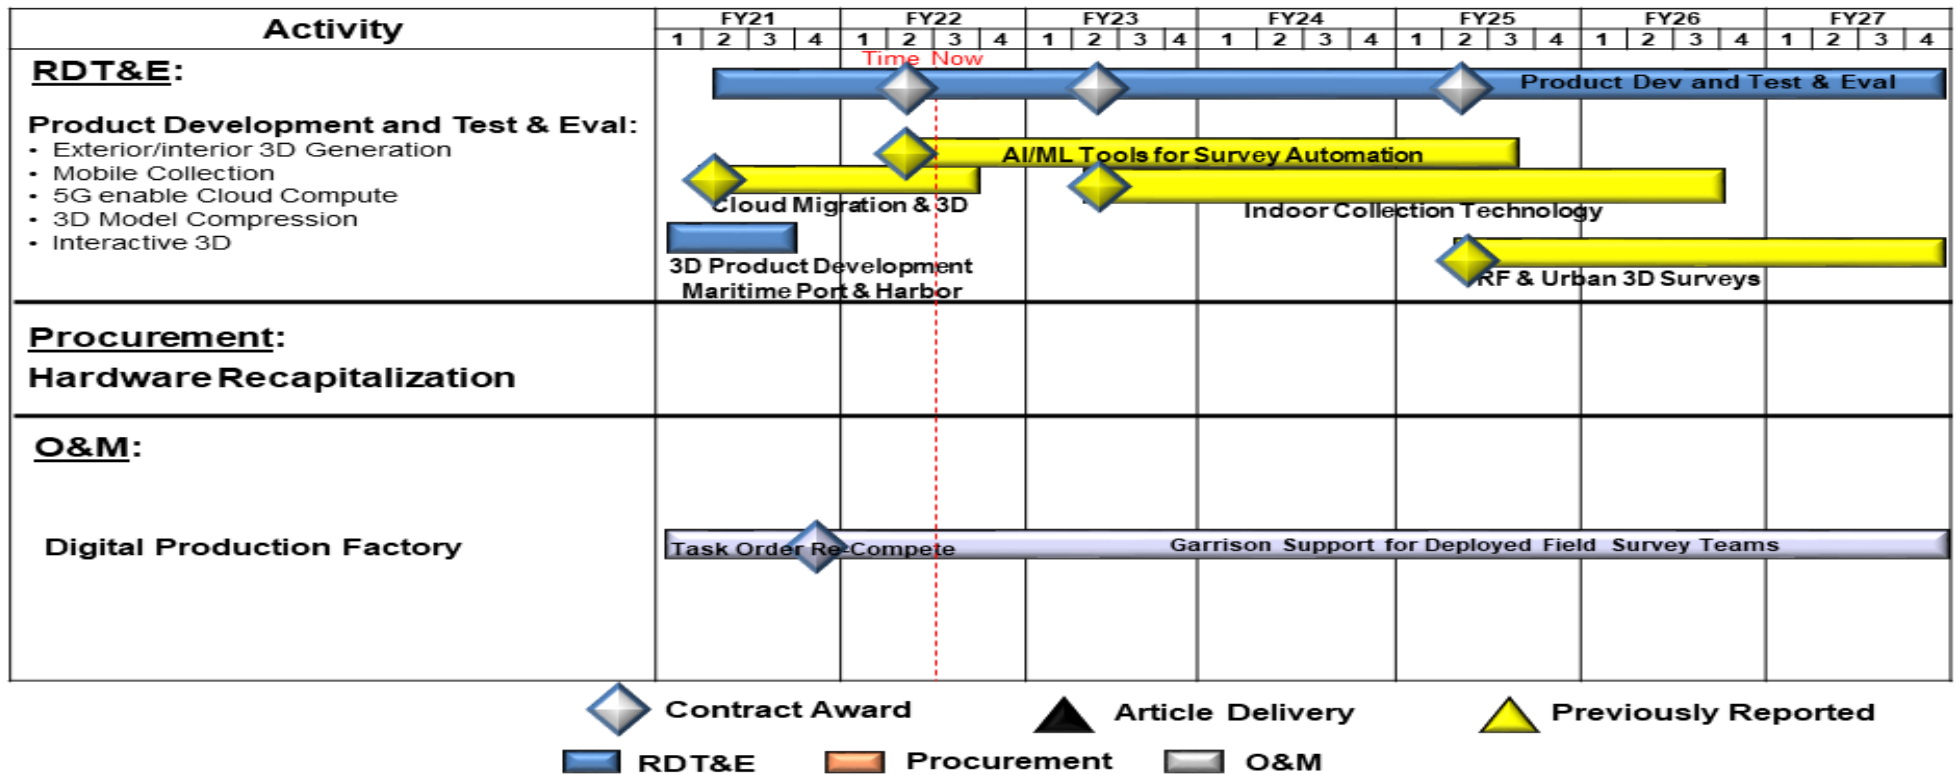 Activity
FY21 FY22 FY23 FY24 FY25 FY26 FY27
1 2 3 4 1 2 3 4 1 2 3 4 1 2 3 4 1 2 3 4 1 2 3 4 1 2 3 4
Time Now
RDT&E:
Product Dev and Test & Eval
Product Development and Test & Eval:
• Exterior/interior 3D Generation
• Mobile Collection
• 5G enable Cloud Compute
• 3D Model Compression
• Interactive 3D
AI/ML Tools for Survey Automation
Cloud Migration & 3D
Indoor Collection Technology
3D Product Development
Maritime Port & Harbor
RF & Urban 3D Surveys
Procurement:
Hardware Recapitalization
O&M:
Digital Production Factory
Task Order Re-Compete
Garrison Support for Deployed Field Survey Teams
Contract Award
Article Delivery
Previously Reported
RDT&E
Procurement
O&M